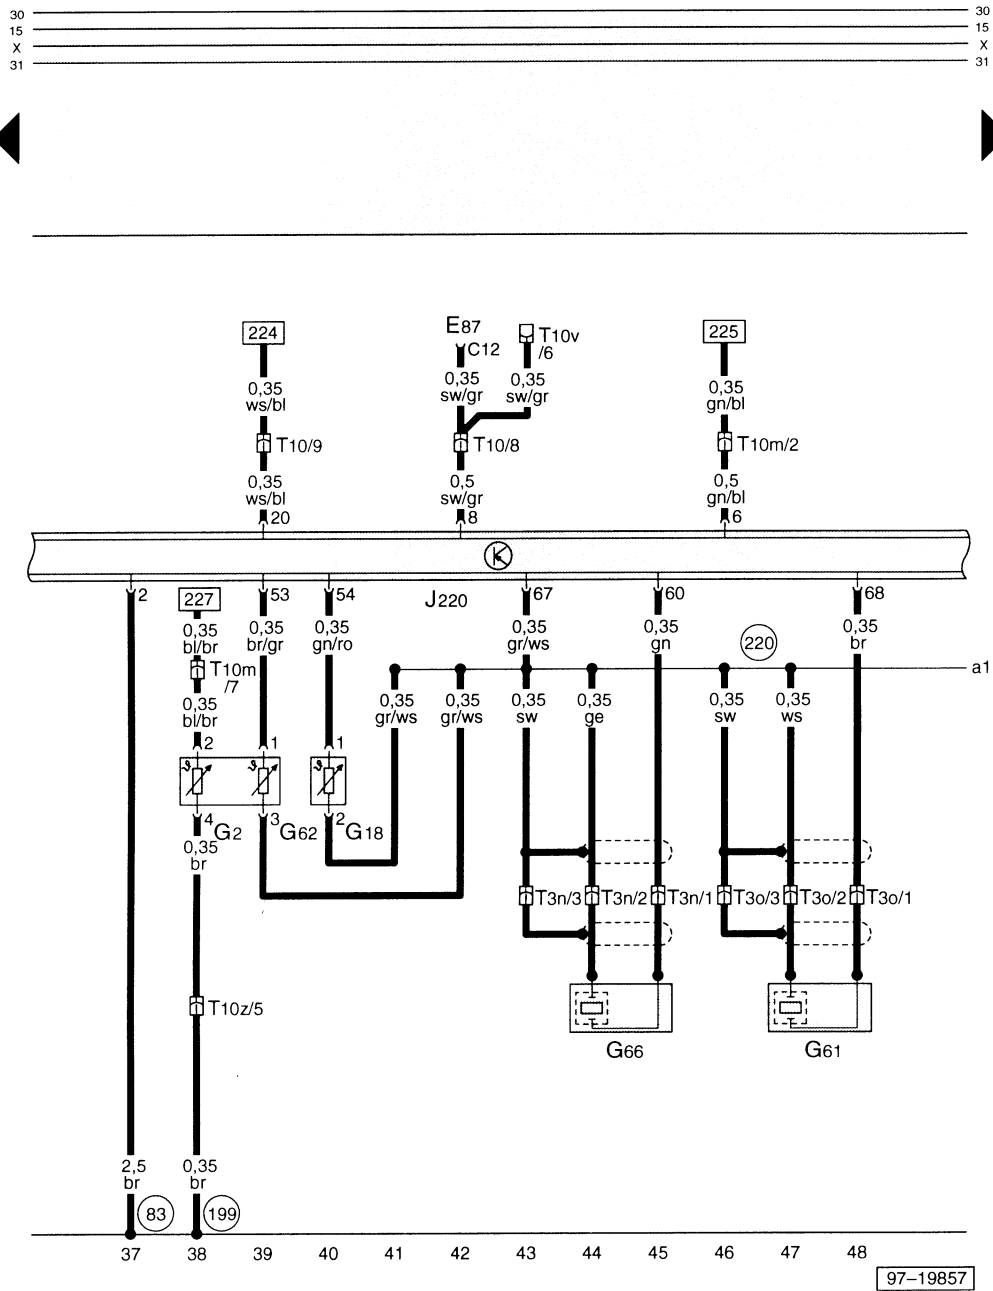 30 30
15 15
X X
31 31
224
E87
C12
T10v
/6
225
0,35
ws/bl
0,35
sw/gr
0,35
sw/gr
0,35
gn/bl
T10/9
T10/8
T10m/2
0,35
ws/bl
0,5
sw/gr
0,5
gn/bl
20
8
6
2
227
53
54
J220
67
60
68
0,35
bl/br
0,35
br/gr
0,35
gn/ro
0,35
gr/ws
0,35
gn
220
0,35
br
T10m
/7
a1
0,35
bl/br
0,35
gr/ws
0,35
gr/ws
0,35
sw
0,35
ge
0,35
sw
0,35
ws
2
1
1
4
G2
3
G62
2
G18
0,35
br
T3n/3
T3n/2
T3n/1
T3o/3
T3o/2
T3o/1
T10z/5
G66
G61
2,5
br
0,35
br
83
199
37 38 39 40 41 42 43 44 45 46 47 48
97–19857